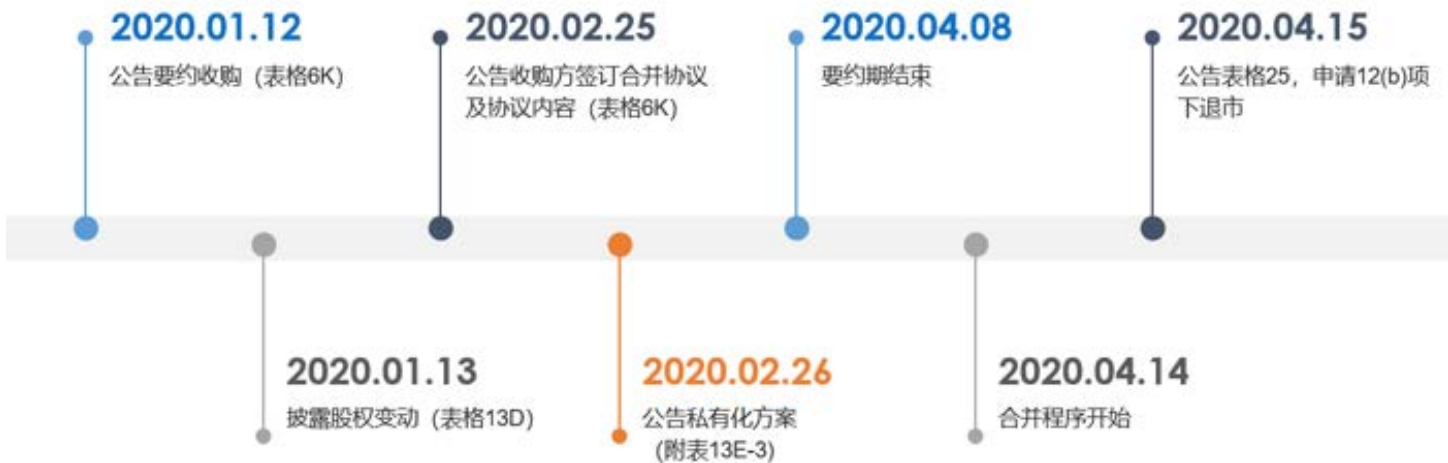 2020.01.12
公告要约收购 (表格6K)
2020.02.25
公告收购方签订合并协议
及协议内容 (表格6K)
2020.04.08
要约期结束
2020.04.15
公告表格25，申请12(b)项
下退市
2020.01.13
披露股权变动 (表格13D)
2020.02.26
公告私有化方案
(附表13E-3)
2020.04.14
合并程序开始